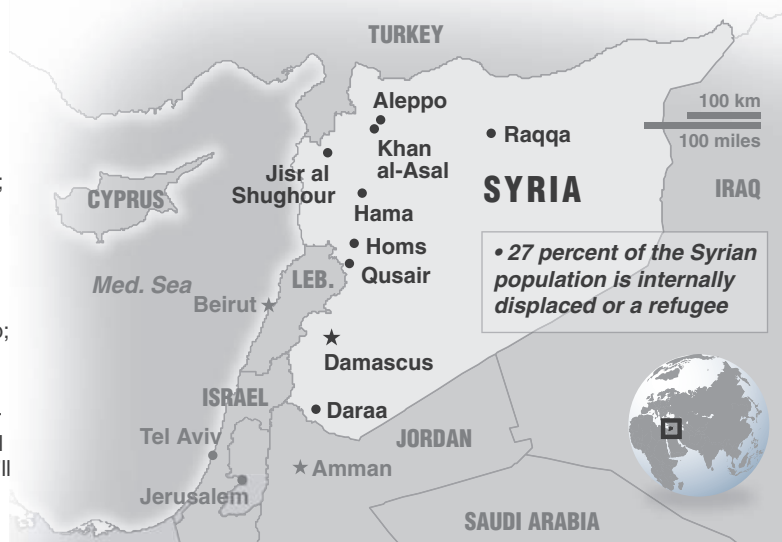 TURKEY
Aleppo
Khan
al-Asal
Raqqa
100 km
100 miles
Jisr al
Shughour
CYPRUS
Hama
SYRIA
IRAQ
Homs
Qusair
• 27 percent of the Syrian
population is internally
displaced or a refugee
LEB.
Med. Sea
Beirut
Damascus
ISRAEL
Daraa
Tel Aviv
JORDAN
Amman
Jerusalem
SAUDI ARABIA